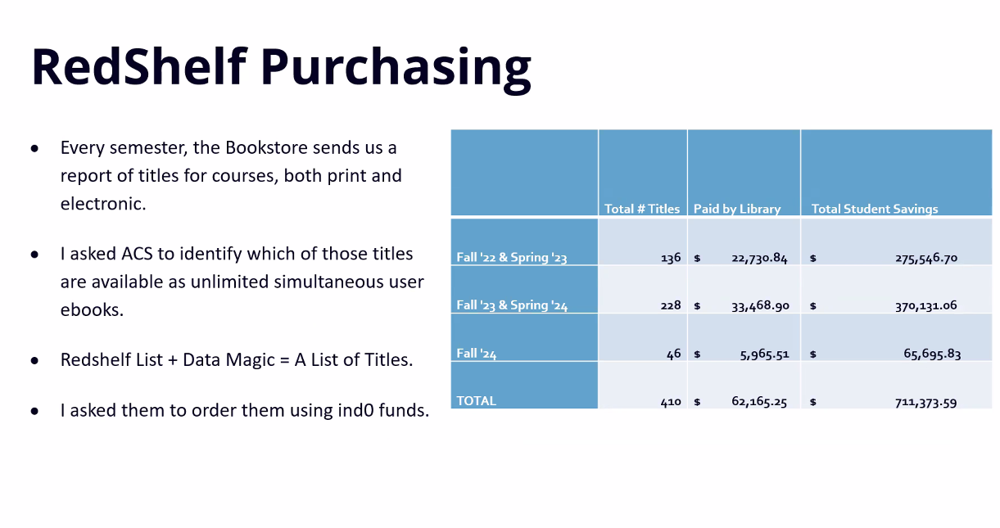 RedShelf Purchasing
● Every semester, the Bookstore sends us a
report of titles for courses, both print and
electronic.
● I asked ACS to identify which of those titles
are available as unlimited simultaneous user
ebooks.
● Redshelf List + Data Magic = A List of Titles.
● I asked them to order them using ind0 funds.
Total # Titles Paid by Library Total Student Savings
Fall '22 & Spring '23 136 $ 22,730.84 $ 275,546.70
Fall '23 & Spring '24 228 $ 33,468.90 $ 370,131.06
Fall '24 46 $ 5,965.51 $ 65,695.83
TOTAL 410 $ 62,165.25 $ 711,373.59